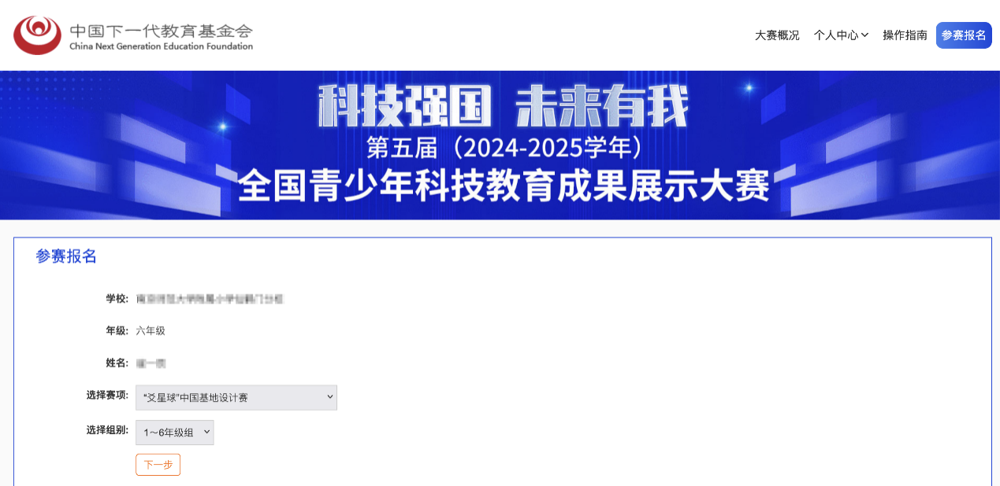 中国下一代教育基金会
China Next Generation Education Foundation
大赛概况 个人中心 操作指南 参赛报名
科技强国 未来有我
第五届（2024-2025学年）
全国青少年科技教育成果展示大赛
参赛报名
学校:
年级: 六年级
姓名:
选择赛项: “爻星球”中国基地设计赛
选择组别: 1～6年级组
下一步